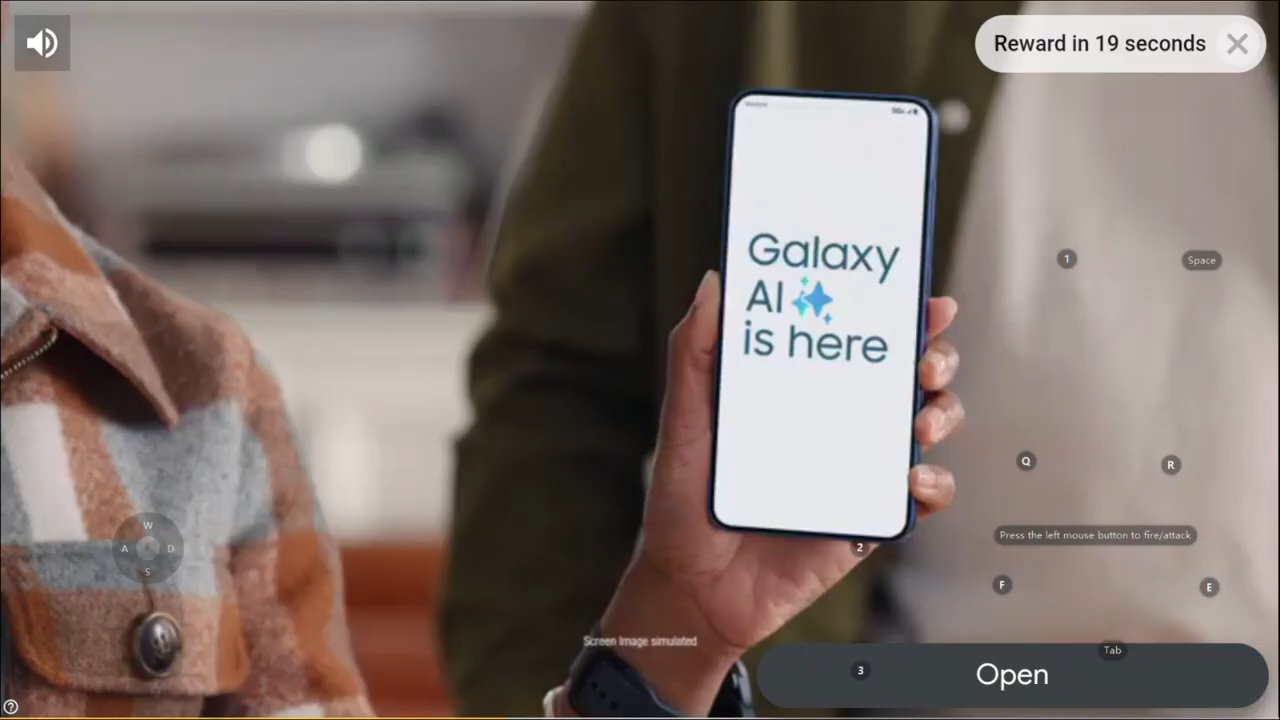 Reward in 19 seconds
Galaxy
AI
is here
1
Space
Q
R
W
A
D
S
Press the left mouse button to fire/attack
2
F
E
Screen Image simulated
Tab
3
Open